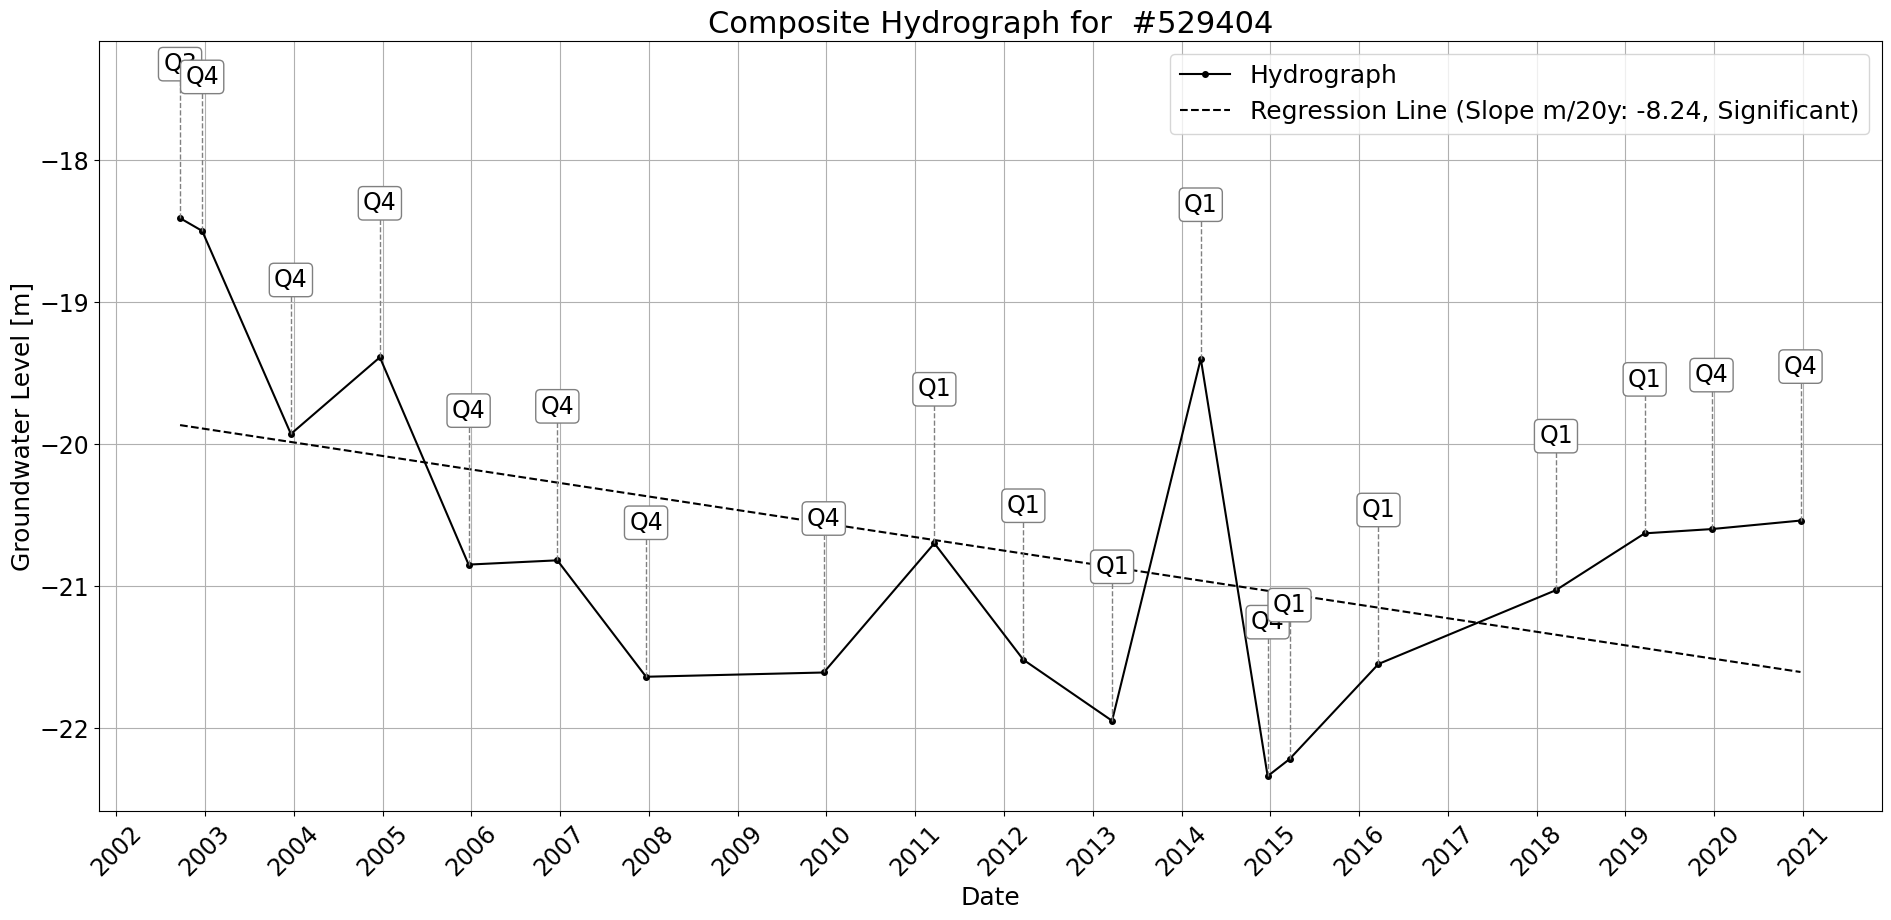 Composite Hydrograph for #529404
Hydrograph
Regression Line (Slope m/20y: -8.24, Significant)
Groundwater Level [m]
−18
−19
−20
−21
−22
Q3
Q4
Q4
Q4
Q4
Q4
Q4
Q4
Q1
Q1
Q1
Q1
Q4
Q1
Q1
Q1
Q1
Q4
Q4
2002
2003
2004
2005
2006
2007
2008
2009
2010
2011
2012
2013
2014
2015
2016
2017
2018
2019
2020
2021
Date